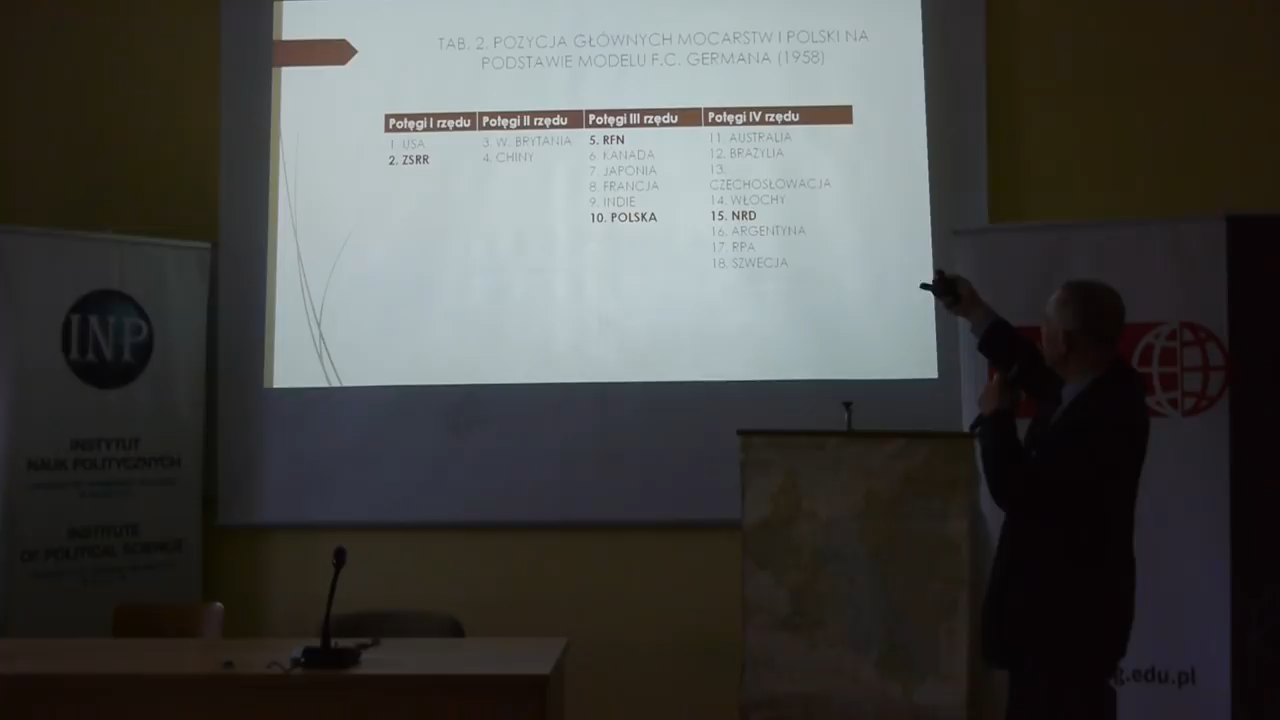 TAB. 2. POZYCJA GŁÓWNYCH MOCARSTW I POLSKI NA
PODSTAWIE MODELU F.C. GERMANA (1958)
Potęgi I rzędu
1. USA
2. ZSRR
Potęgi II rzędu
3. W. BRYTANIA
4. CHINY
Potęgi III rzędu
5. RFN
6. KANADA
7. JAPONIA
8. FRANCJA
9. INDIE
10. POLSKA
Potęgi IV rzędu
11. AUSTRALIA
12. BRAZYLIA
13.
CZECHOSŁOWACJA
14. WŁOCHY
15. NRD
16. ARGENTYNA
17. RPA
18. SZWECJA
INP
INSTYTUT
NAUK POLITYCZNYCH
INSTITUTE
OF POLITICAL SCIENCE
g.edu.pl